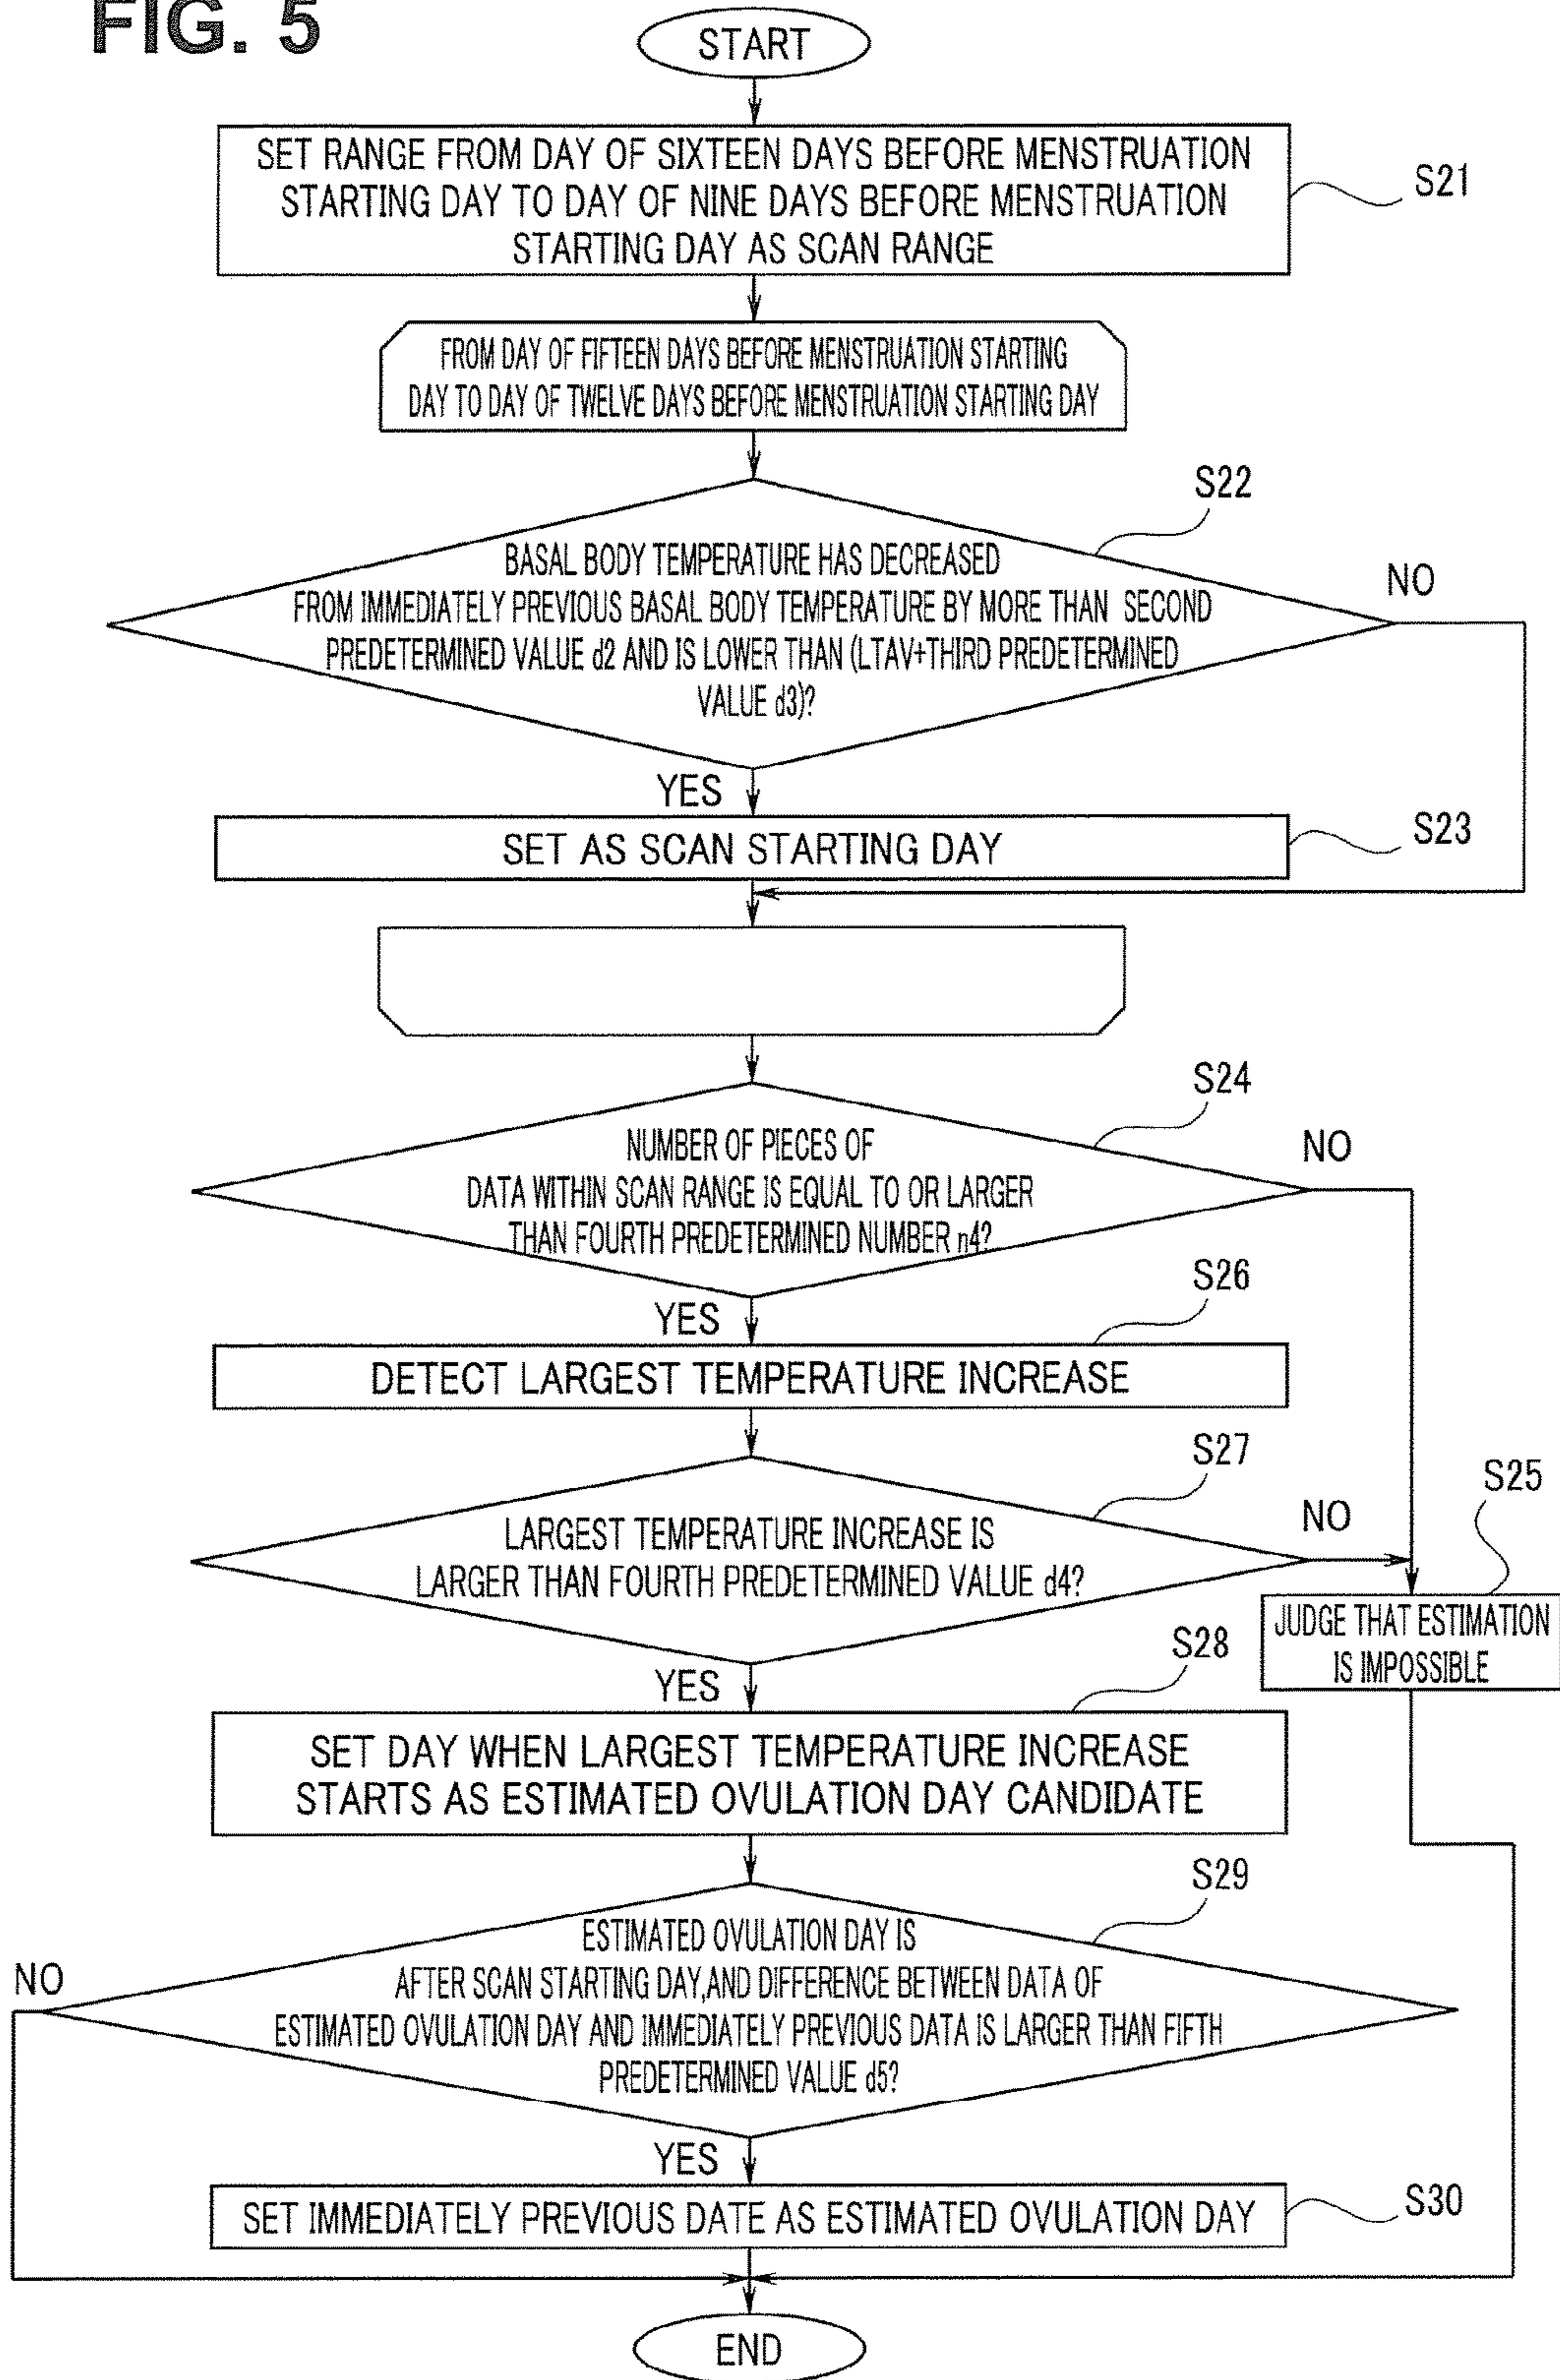 FIG. 5
START
SET RANGE FROM DAY OF SIXTEEN DAYS BEFORE MENSTRUATION
STARTING DAY TO DAY OF NINE DAYS BEFORE MENSTRUATION
STARTING DAY AS SCAN RANGE
S21
FROM DAY OF FIFTEEN DAYS BEFORE MENSTRUATION STARTING
DAY TO DAY OF TWELVE DAYS BEFORE MENSTRUATION STARTING DAY
S22
BASAL BODY TEMPERATURE HAS DECREASED
FROM IMMEDIATELY PREVIOUS BASAL BODY TEMPERATURE BY MORE THAN SECOND
PREDETERMINED VALUE d2 AND IS LOWER THAN (LTAV+THIRD PREDETERMINED
VALUE d3)?
NO
YES
SET AS SCAN STARTING DAY
S23
S24
NUMBER OF PIECES OF
DATA WITHIN SCAN RANGE IS EQUAL TO OR LARGER
THAN FOURTH PREDETERMINED NUMBER n4?
NO
YES
S26
DETECT LARGEST TEMPERATURE INCREASE
S27
LARGEST TEMPERATURE INCREASE IS
LARGER THAN FOURTH PREDETERMINED VALUE d4?
NO
S25
JUDGE THAT ESTIMATION
IS IMPOSSIBLE
YES
S28
SET DAY WHEN LARGEST TEMPERATURE INCREASE
STARTS AS ESTIMATED OVULATION DAY CANDIDATE
S29
ESTIMATED OVULATION DAY IS
AFTER SCAN STARTING DAY,AND DIFFERENCE BETWEEN DATA OF
ESTIMATED OVULATION DAY AND IMMEDIATELY PREVIOUS DATA IS LARGER THAN FIFTH
PREDETERMINED VALUE d5?
NO
YES
SET IMMEDIATELY PREVIOUS DATE AS ESTIMATED OVULATION DAY
S30
END